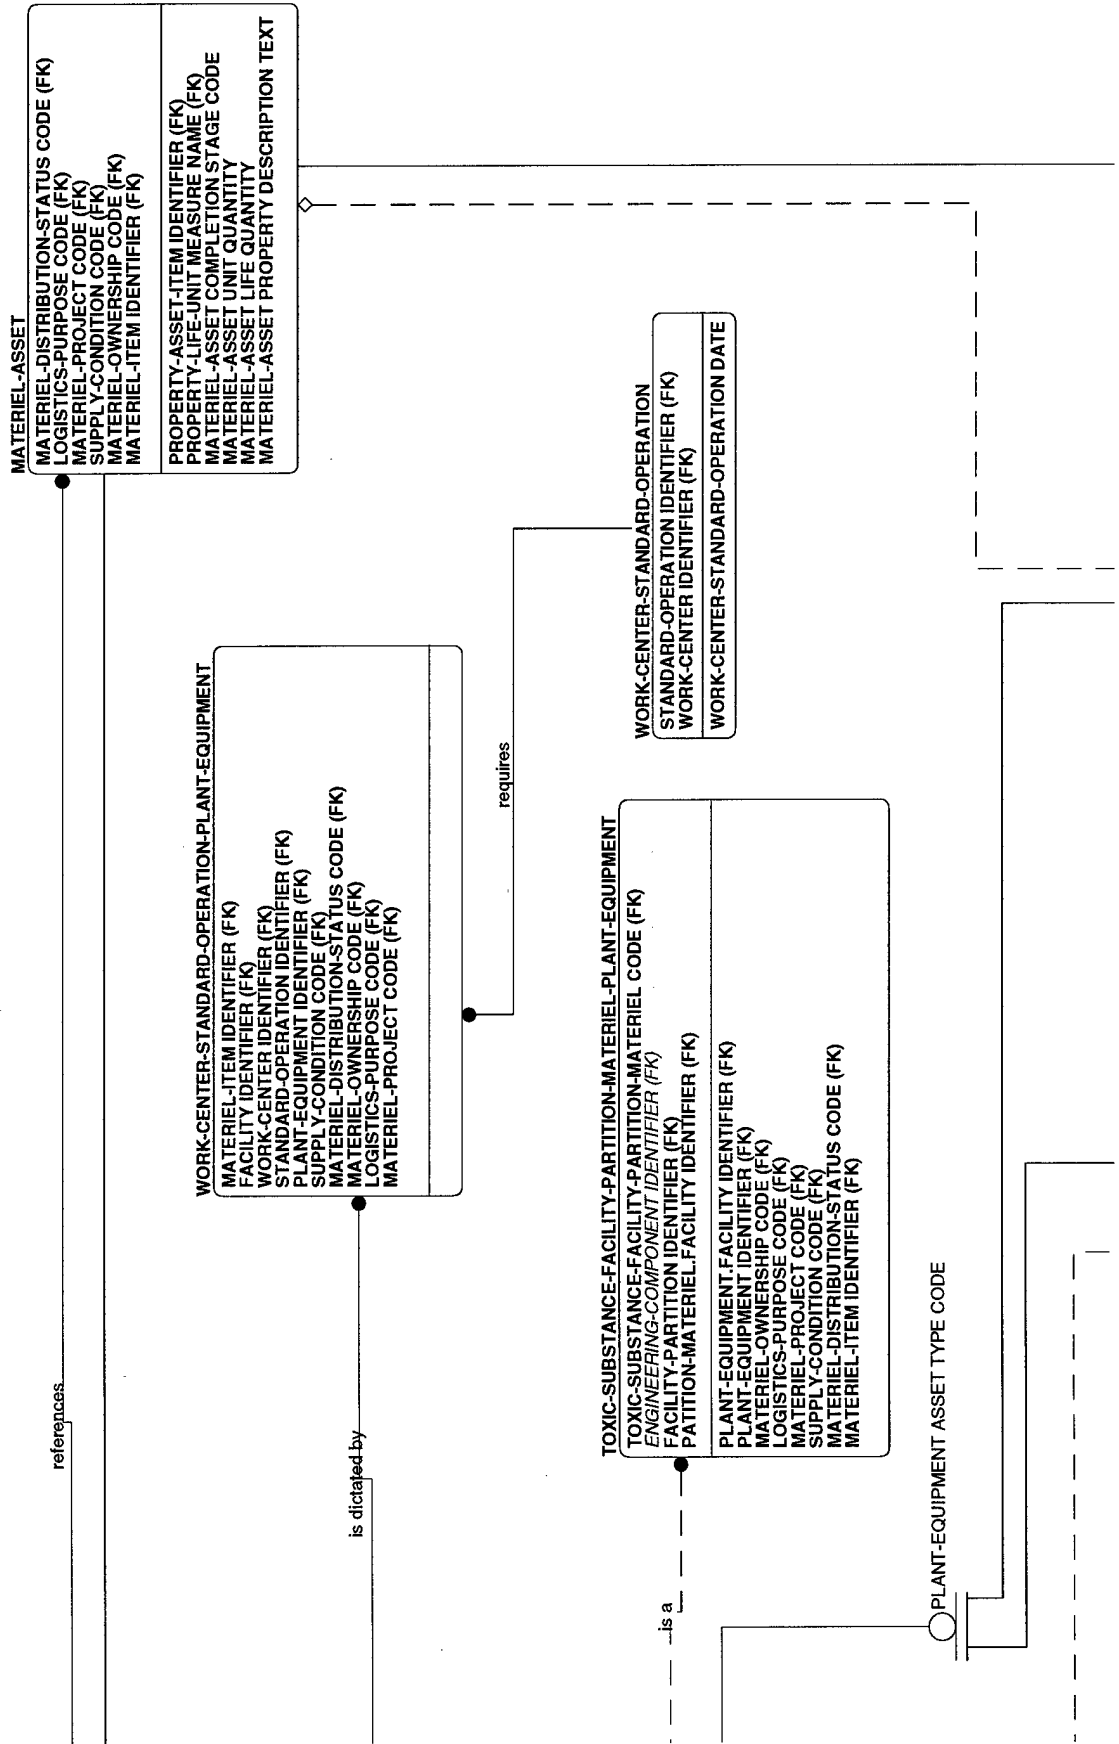 MATERIEL-ASSET
MATERIEL-DISTRIBUTION-STATUS CODE (FK)
LOGISTICS-PURPOSE CODE (FK)
MATERIEL-PROJECT CODE (FK)
SUPPLY-CONDITION CODE (FK)
MATERIEL-OWNERSHIP CODE (FK)
MATERIEL-ITEM IDENTIFIER (FK)
PROPERTY-ASSET-ITEM IDENTIFIER (FK)
PROPERTY-LIFE-UNIT MEASURE NAME (FK)
MATERIEL-ASSET COMPLETION STAGE CODE
MATERIEL-ASSET UNIT QUANTITY
MATERIEL-ASSET LIFE QUANTITY
MATERIEL-ASSET PROPERTY DESCRIPTION TEXT
references
WORK-CENTER-STANDARD-OPERATION-PLANT-EQUIPMENT
MATERIEL-ITEM IDENTIFIER (FK)
FACILITY IDENTIFIER (FK)
WORK-CENTER IDENTIFIER (FK)
STANDARD-OPERATION IDENTIFIER (FK)
PLANT-EQUIPMENT IDENTIFIER (FK)
SUPPLY-CONDITION CODE (FK)
MATERIEL-DISTRIBUTION-STATUS CODE (FK)
MATERIEL-OWNERSHIP CODE (FK)
LOGISTICS-PURPOSE CODE (FK)
MATERIEL-PROJECT CODE (FK)
is dictated by
requires
WORK-CENTER-STANDARD-OPERATION
STANDARD-OPERATION IDENTIFIER (FK)
WORK-CENTER IDENTIFIER (FK)
WORK-CENTER-STANDARD-OPERATION DATE
TOXIC-SUBSTANCE-FACILITY-PARTITION-MATERIEL-PLANT-EQUIPMENT
TOXIC-SUBSTANCE-FACILITY-PARTITION-MATERIEL CODE (FK)
ENGINEERING-COMPONENT IDENTIFIER (FK)
FACILITY-PARTITION IDENTIFIER (FK)
PATITION-MATERIEL.FACILITY IDENTIFIER (FK)
PLANT-EQUIPMENT.FACILITY IDENTIFIER (FK)
PLANT-EQUIPMENT IDENTIFIER (FK)
MATERIEL-OWNERSHIP CODE (FK)
LOGISTICS-PURPOSE CODE (FK)
MATERIEL-PROJECT CODE (FK)
SUPPLY-CONDITION CODE (FK)
MATERIEL-DISTRIBUTION-STATUS CODE (FK)
MATERIEL-ITEM IDENTIFIER (FK)
is a
PLANT-EQUIPMENT ASSET TYPE CODE